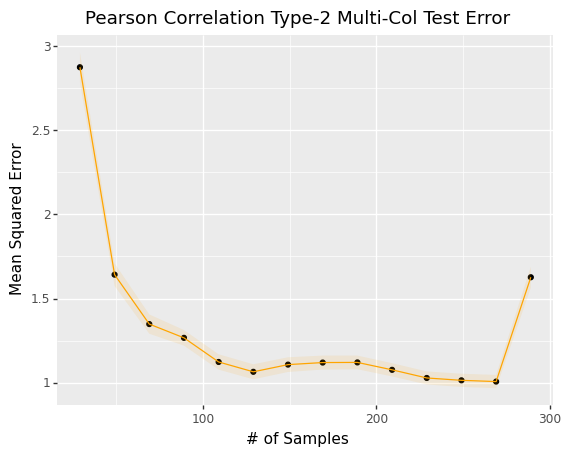 Pearson Correlation Type-2 Multi-Col Test Error
3
2.5
2
1.5
1
Mean Squared Error
100
200
300
# of Samples